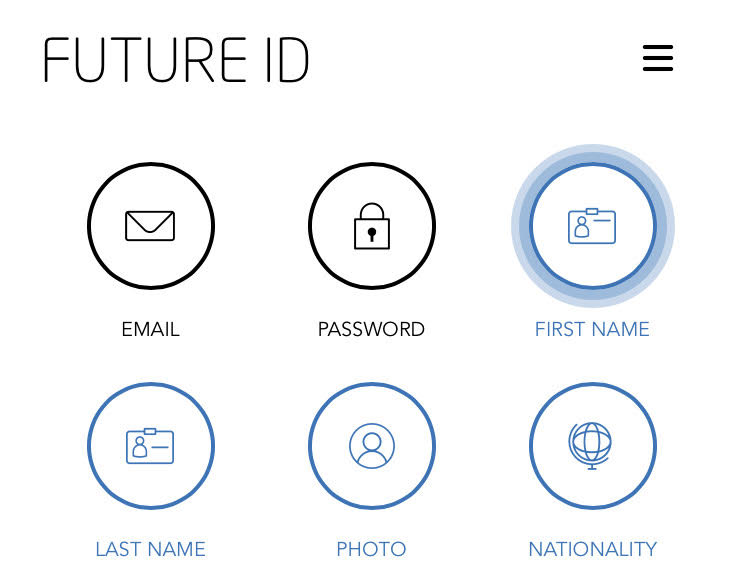 FUTURE ID
EMAIL PASSWORD FIRST NAME
LAST NAME PHOTO NATIONALITY